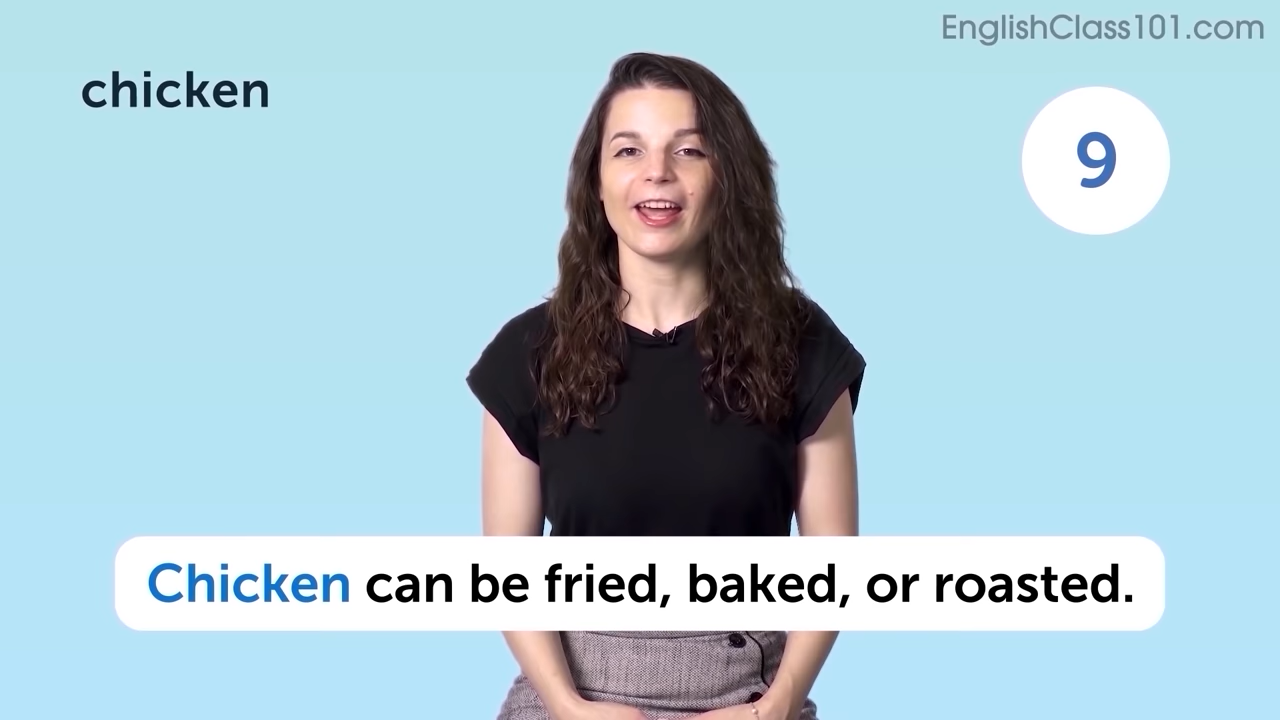 EnglishClass101.com
chicken
9
Chicken can be fried, baked, or roasted.